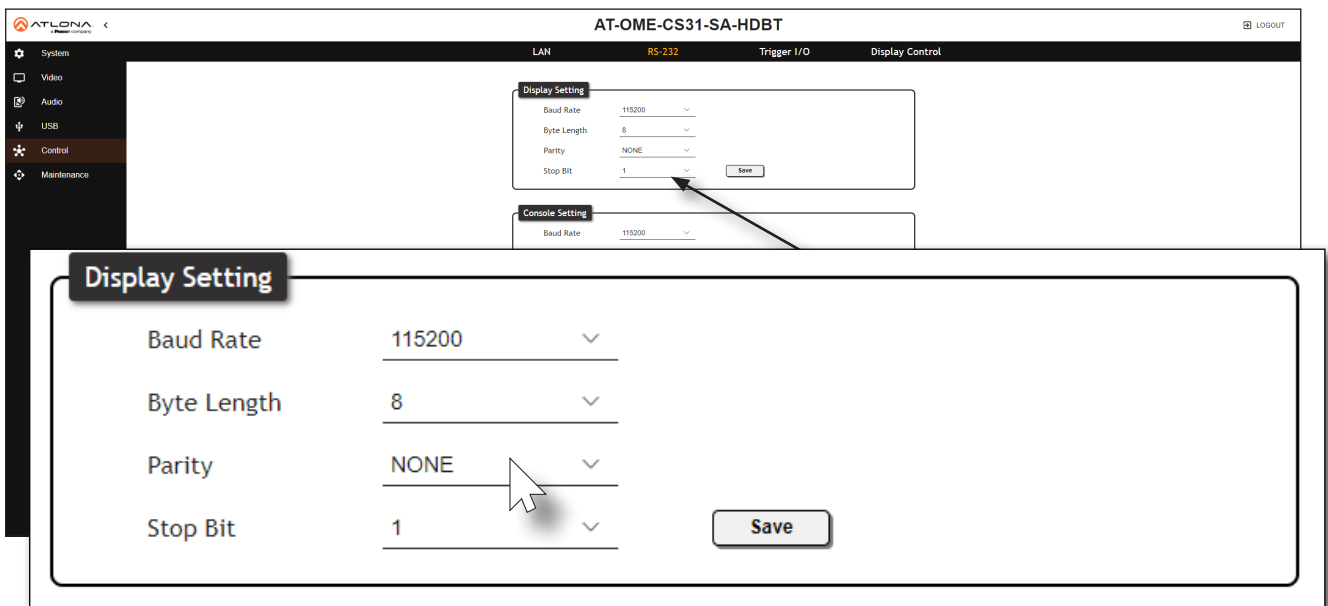 ATLONA
a Panduit company
AT-OME-CS31-SA-HDBT
LOGOUT
System
Video
Audio
USB
Control
Maintenance
LAN RS-232 Trigger I/O Display Control
Display Setting
Baud Rate 115200
Byte Length 8
Parity NONE
Stop Bit 1 Save
Console Setting
Baud Rate 115200
Display Setting
Baud Rate 115200
Byte Length 8
Parity NONE
Stop Bit 1 Save